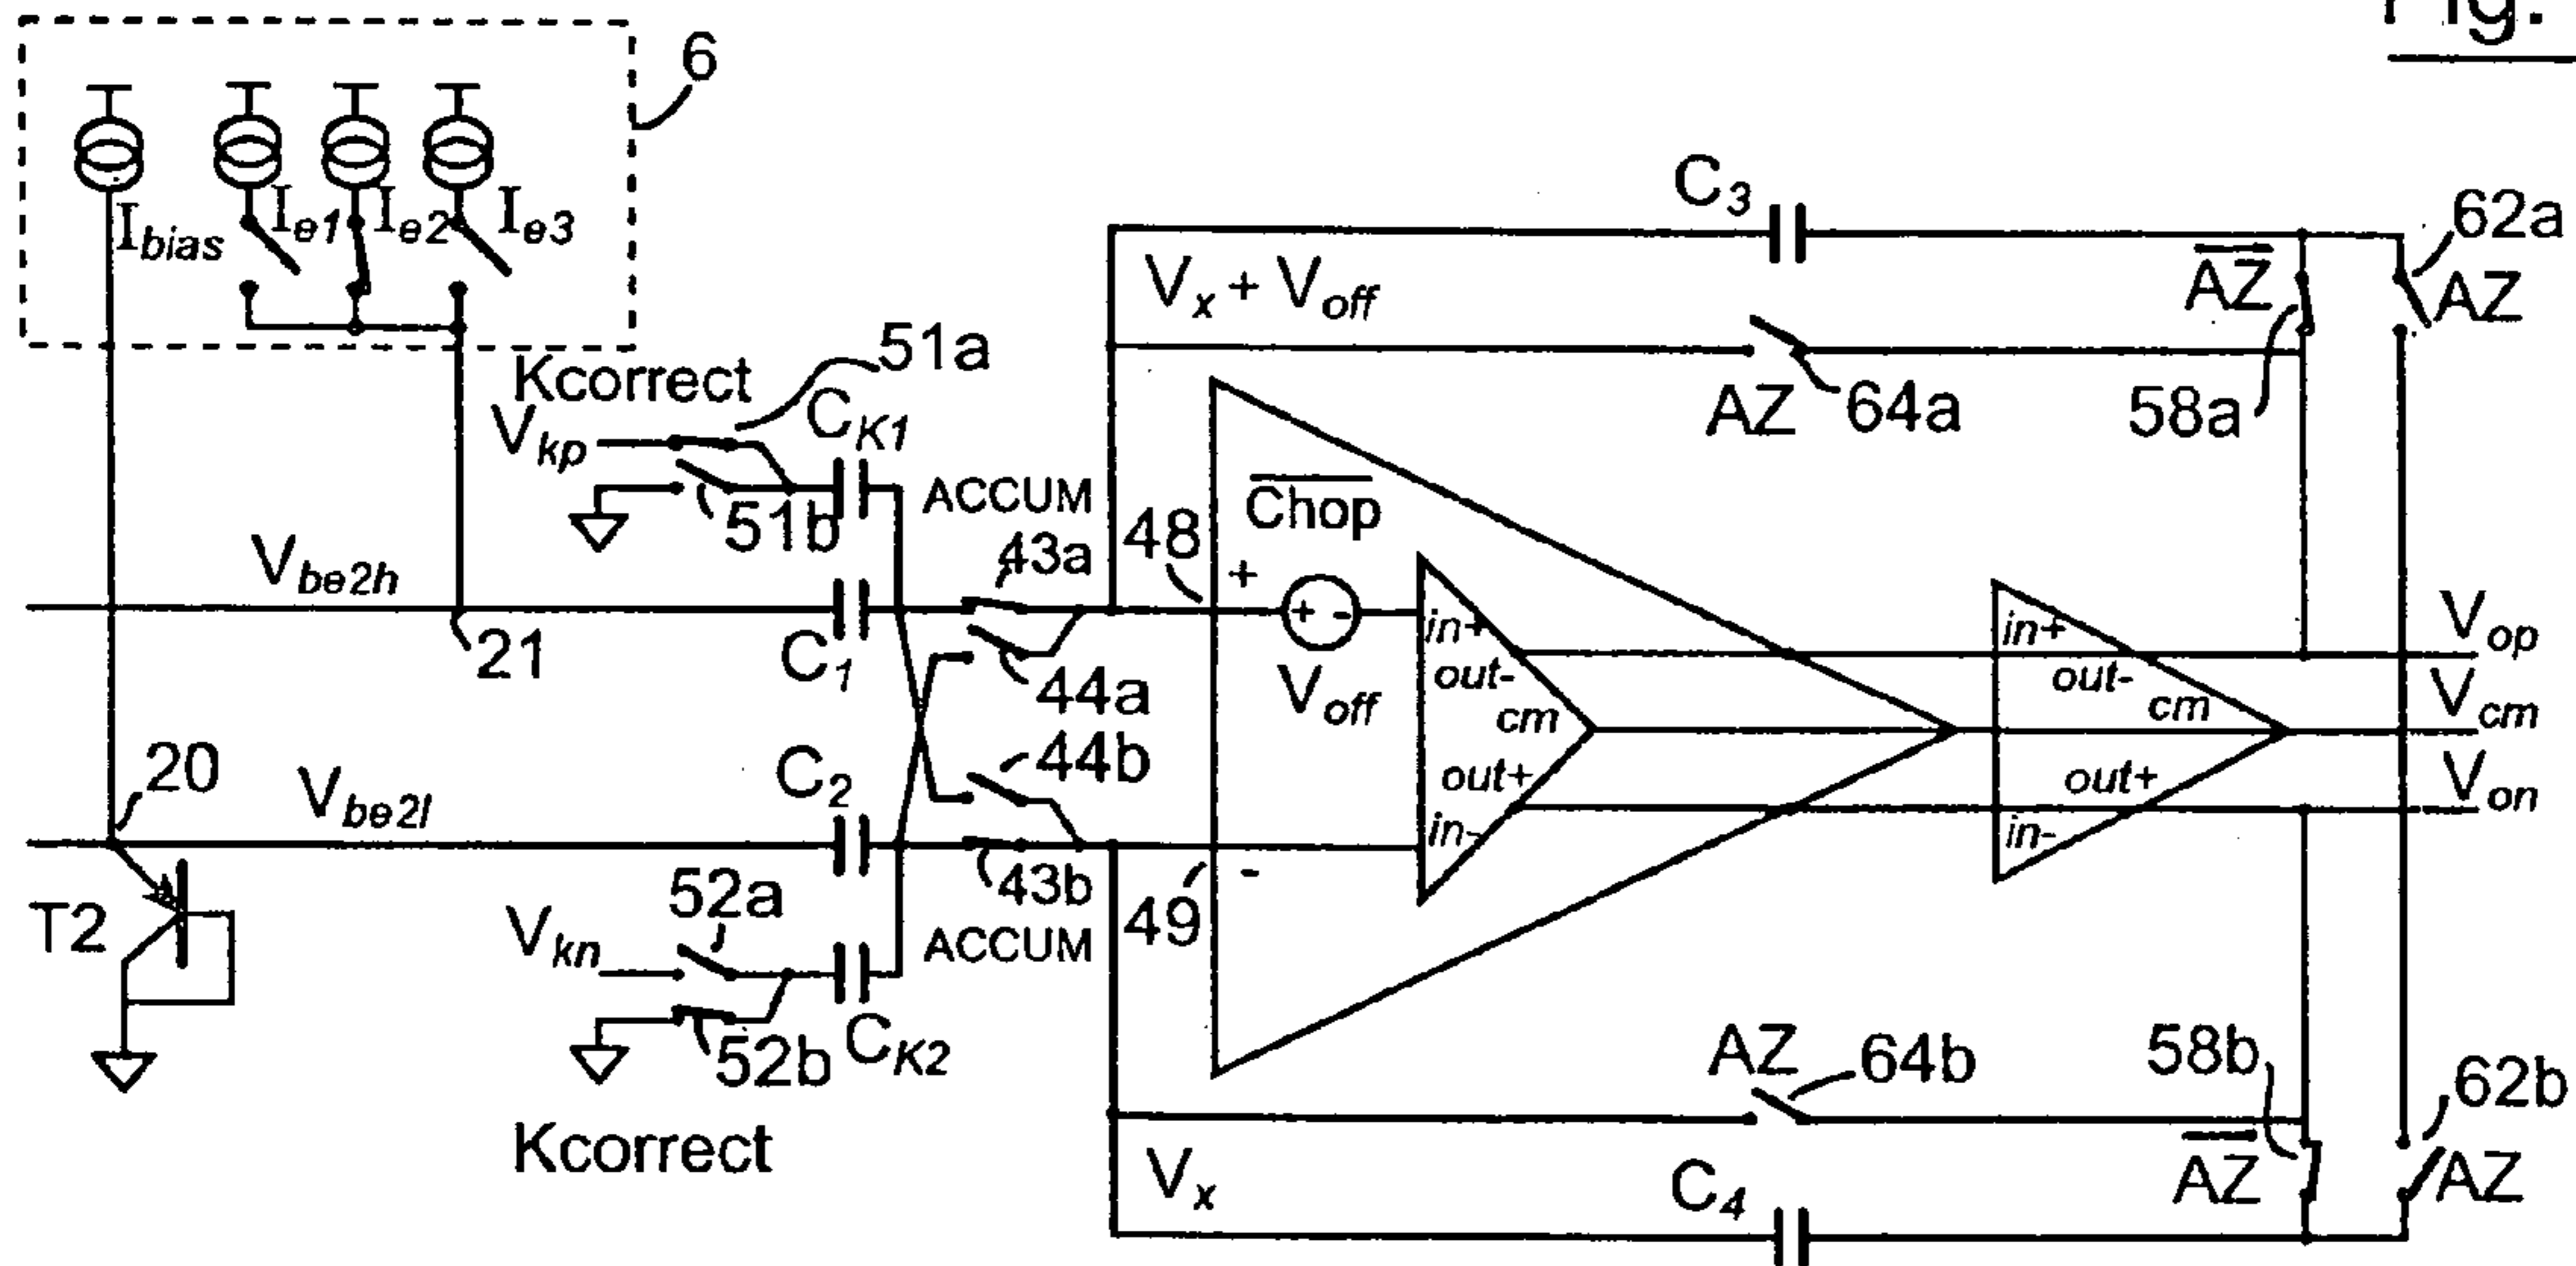 Fig.
6
I_bias
I_e1
I_e2
I_e3
C_3
62a
V_x + V_off
A̅Z̅
AZ
51a
Kcorrect
V_kp
C_K1
AZ
64a
58a
51b
ACCUM
43a
48
C̅h̅o̅p̅
V_be2h
+
+ -
in+
in+
V_op
21
C_1
44a
V_off
out-
cm
out-
cm
V_cm
20
V_be2l
C_2
44b
out+
out+
V_on
in-
in-
T2
52a
V_kn
43b
ACCUM
49
-
52b
C_K2
AZ
64b
58b
62b
Kcorrect
V_x
C_4
A̅Z̅
AZ